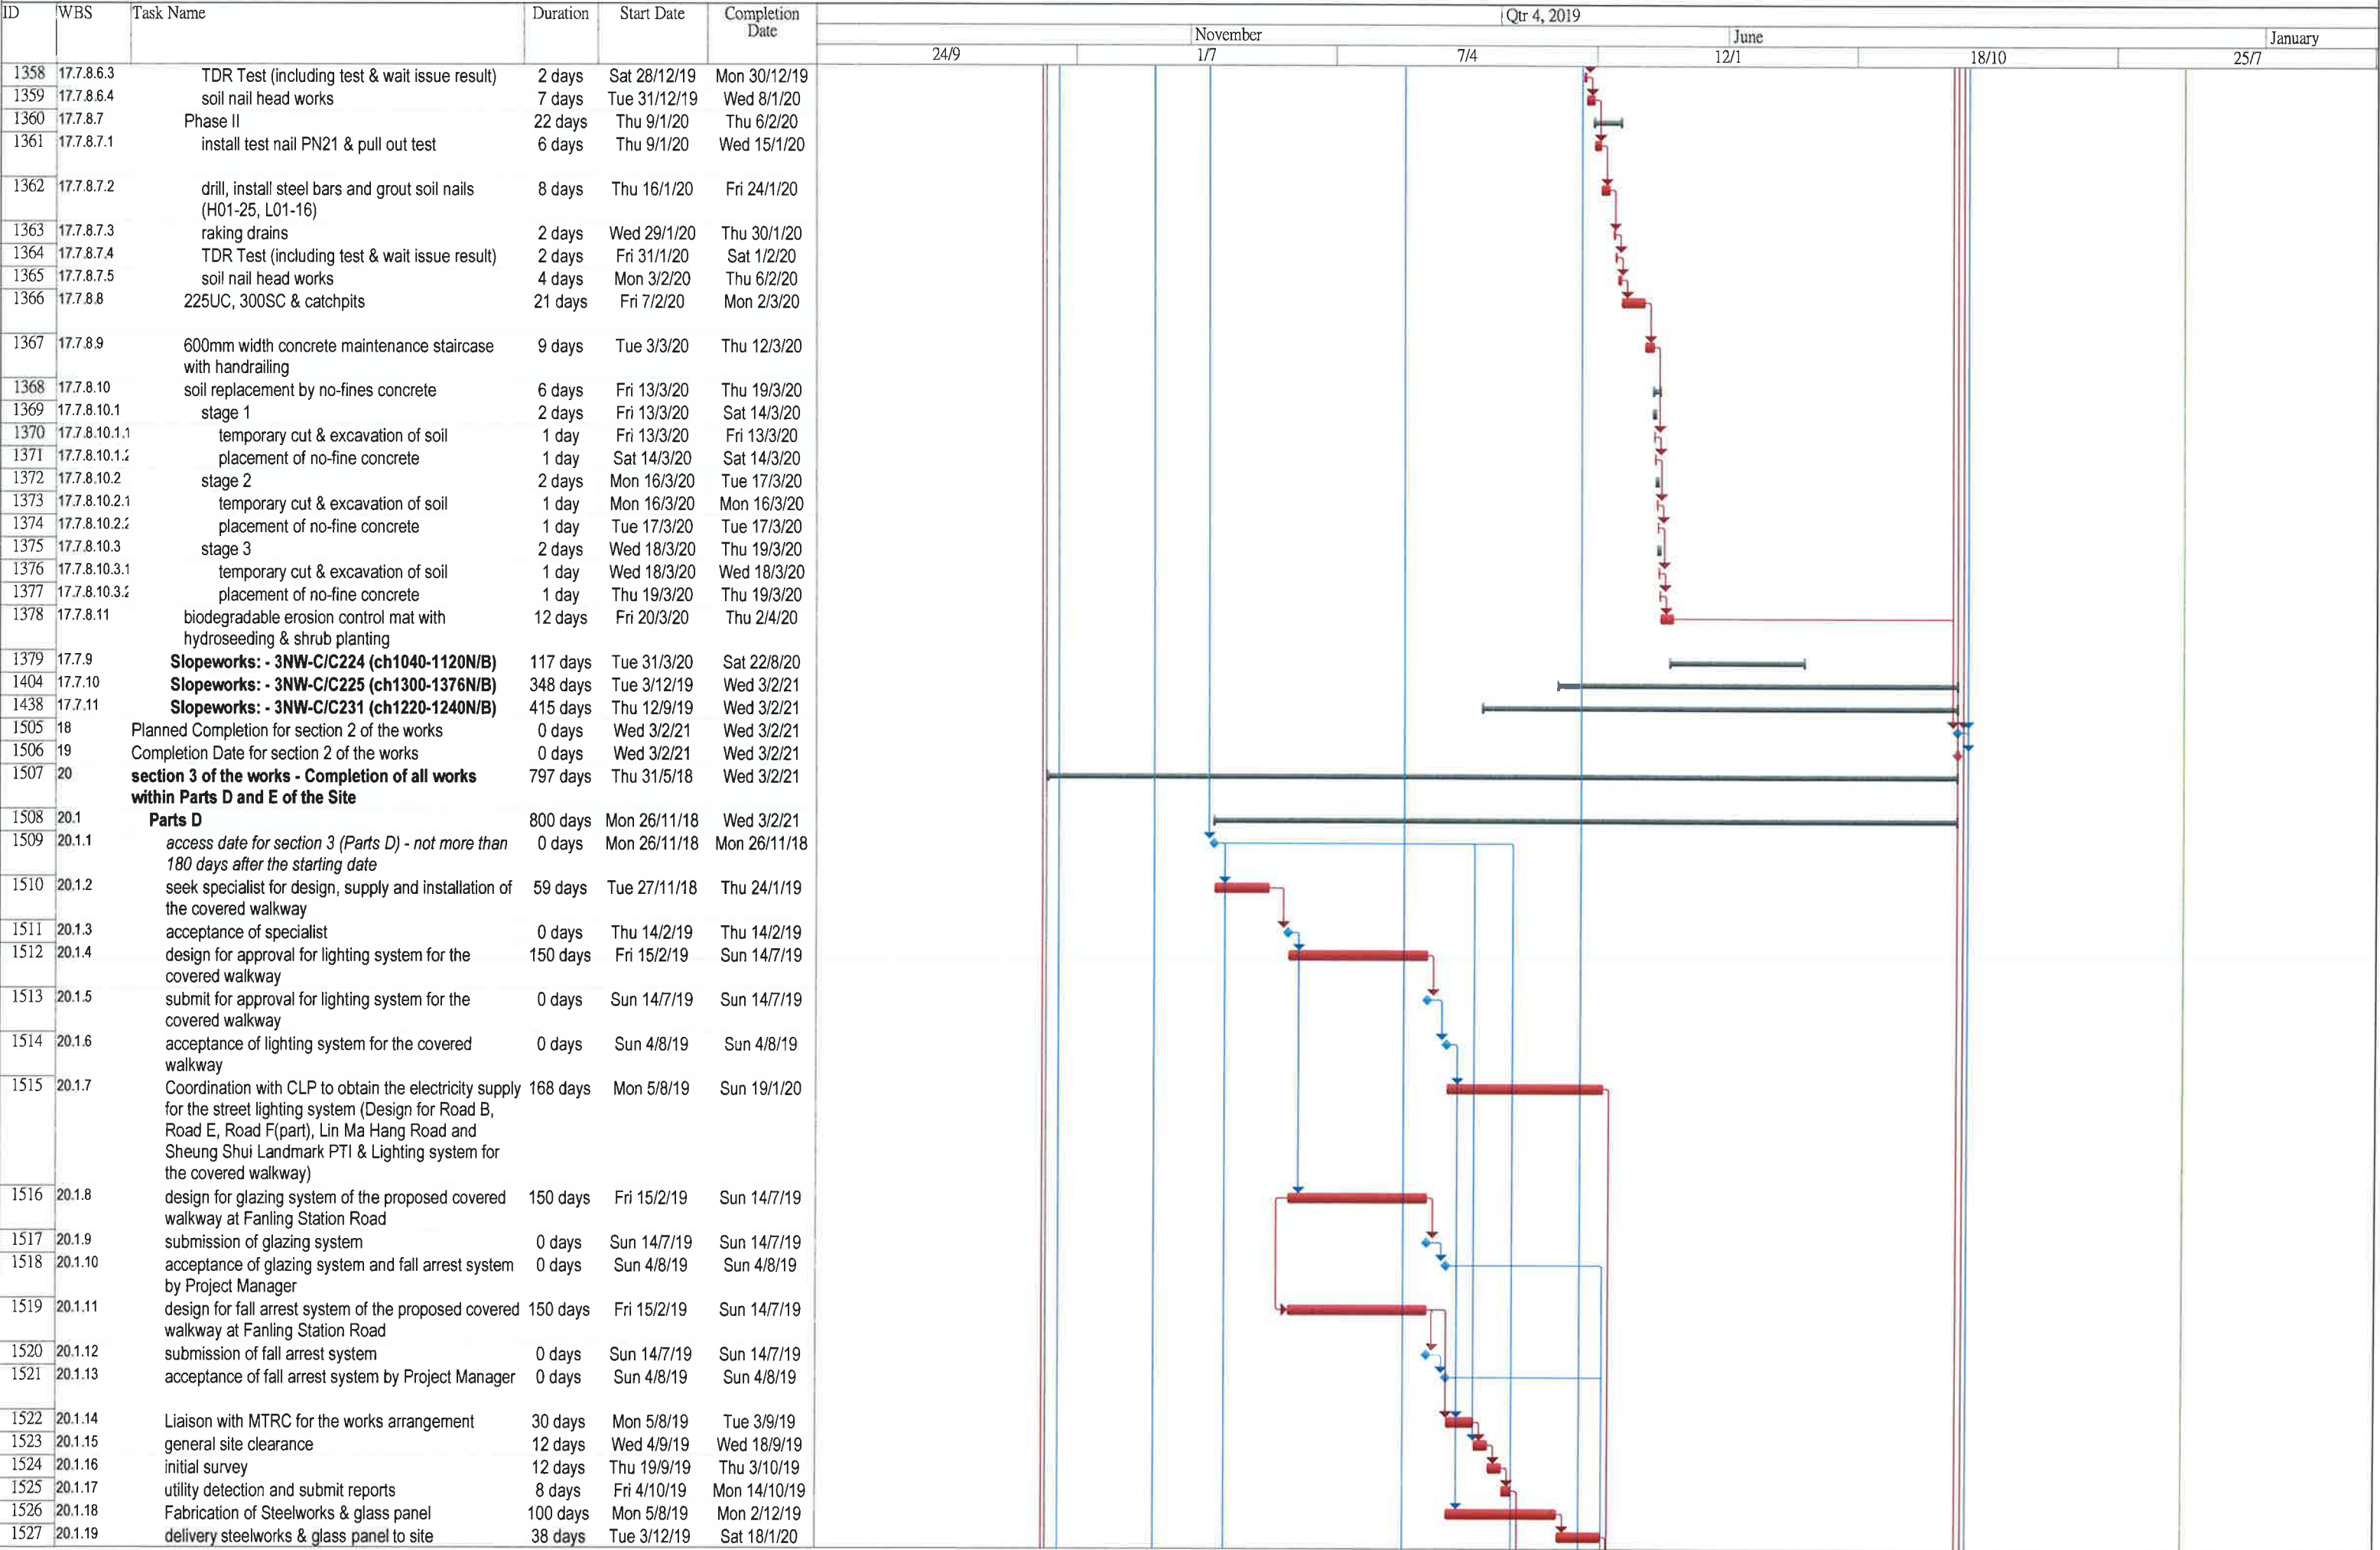 ID WBS Task Name Duration Start Date Completion Date Qtr 4, 2019
November June January
24/9 1/7 7/4 12/1 18/10 25/7
1358 17.7.8.6.3 TDR Test (including test & wait issue result) 2 days Sat 28/12/19 Mon 30/12/19
1359 17.7.8.6.4 soil nail head works 7 days Tue 31/12/19 Wed 8/1/20
1360 17.7.8.7 Phase II 22 days Thu 9/1/20 Thu 6/2/20
1361 17.7.8.7.1 install test nail PN21 & pull out test 6 days Thu 9/1/20 Wed 15/1/20
1362 17.7.8.7.2 drill, install steel bars and grout soil nails 8 days Thu 16/1/20 Fri 24/1/20
(H01-25, L01-16)
1363 17.7.8.7.3 raking drains 2 days Wed 29/1/20 Thu 30/1/20
1364 17.7.8.7.4 TDR Test (including test & wait issue result) 2 days Fri 31/1/20 Sat 1/2/20
1365 17.7.8.7.5 soil nail head works 4 days Mon 3/2/20 Thu 6/2/20
1366 17.7.8.8 225UC, 300SC & catchpits 21 days Fri 7/2/20 Mon 2/3/20
1367 17.7.8.9 600mm width concrete maintenance staircase 9 days Tue 3/3/20 Thu 12/3/20
with handrailing
1368 17.7.8.10 soil replacement by no-fines concrete 6 days Fri 13/3/20 Thu 19/3/20
1369 17.7.8.10.1 stage 1 2 days Fri 13/3/20 Sat 14/3/20
1370 17.7.8.10.1.1 temporary cut & excavation of soil 1 day Fri 13/3/20 Fri 13/3/20
1371 17.7.8.10.1.2 placement of no-fine concrete 1 day Sat 14/3/20 Sat 14/3/20
1372 17.7.8.10.2 stage 2 2 days Mon 16/3/20 Tue 17/3/20
1373 17.7.8.10.2.1 temporary cut & excavation of soil 1 day Mon 16/3/20 Mon 16/3/20
1374 17.7.8.10.2.2 placement of no-fine concrete 1 day Tue 17/3/20 Tue 17/3/20
1375 17.7.8.10.3 stage 3 2 days Wed 18/3/20 Thu 19/3/20
1376 17.7.8.10.3.1 temporary cut & excavation of soil 1 day Wed 18/3/20 Wed 18/3/20
1377 17.7.8.10.3.2 placement of no-fine concrete 1 day Thu 19/3/20 Thu 19/3/20
1378 17.7.8.11 biodegradable erosion control mat with 12 days Fri 20/3/20 Thu 2/4/20
hydroseeding & shrub planting
1379 17.7.9 Slopeworks: - 3NW-C/C224 (ch1040-1120N/B) 117 days Tue 31/3/20 Sat 22/8/20
1404 17.7.10 Slopeworks: - 3NW-C/C225 (ch1300-1376N/B) 348 days Tue 3/12/19 Wed 3/2/21
1438 17.7.11 Slopeworks: - 3NW-C/C231 (ch1220-1240N/B) 415 days Thu 12/9/19 Wed 3/2/21
1505 18 Planned Completion for section 2 of the works 0 days Wed 3/2/21 Wed 3/2/21
1506 19 Completion Date for section 2 of the works 0 days Wed 3/2/21 Wed 3/2/21
1507 20 section 3 of the works - Completion of all works 797 days Thu 31/5/18 Wed 3/2/21
within Parts D and E of the Site
1508 20.1 Parts D 800 days Mon 26/11/18 Wed 3/2/21
1509 20.1.1 access date for section 3 (Parts D) - not more than 0 days Mon 26/11/18 Mon 26/11/18
180 days after the starting date
1510 20.1.2 seek specialist for design, supply and installation of 59 days Tue 27/11/18 Thu 24/1/19
the covered walkway
1511 20.1.3 acceptance of specialist 0 days Thu 14/2/19 Thu 14/2/19
1512 20.1.4 design for approval for lighting system for the 150 days Fri 15/2/19 Sun 14/7/19
covered walkway
1513 20.1.5 submit for approval for lighting system for the 0 days Sun 14/7/19 Sun 14/7/19
covered walkway
1514 20.1.6 acceptance of lighting system for the covered 0 days Sun 4/8/19 Sun 4/8/19
walkway
1515 20.1.7 Coordination with CLP to obtain the electricity supply 168 days Mon 5/8/19 Sun 19/1/20
for the street lighting system (Design for Road B,
Road E, Road F(part), Lin Ma Hang Road and
Sheung Shui Landmark PTI & Lighting system for
the covered walkway)
1516 20.1.8 design for glazing system of the proposed covered 150 days Fri 15/2/19 Sun 14/7/19
walkway at Fanling Station Road
1517 20.1.9 submission of glazing system 0 days Sun 14/7/19 Sun 14/7/19
1518 20.1.10 acceptance of glazing system and fall arrest system 0 days Sun 4/8/19 Sun 4/8/19
by Project Manager
1519 20.1.11 design for fall arrest system of the proposed covered 150 days Fri 15/2/19 Sun 14/7/19
walkway at Fanling Station Road
1520 20.1.12 submission of fall arrest system 0 days Sun 14/7/19 Sun 14/7/19
1521 20.1.13 acceptance of fall arrest system by Project Manager 0 days Sun 4/8/19 Sun 4/8/19
1522 20.1.14 Liaison with MTRC for the works arrangement 30 days Mon 5/8/19 Tue 3/9/19
1523 20.1.15 general site clearance 12 days Wed 4/9/19 Wed 18/9/19
1524 20.1.16 initial survey 12 days Thu 19/9/19 Thu 3/10/19
1525 20.1.17 utility detection and submit reports 8 days Fri 4/10/19 Mon 14/10/19
1526 20.1.18 Fabrication of Steelworks & glass panel 100 days Mon 5/8/19 Mon 2/12/19
1527 20.1.19 delivery steelworks & glass panel to site 38 days Tue 3/12/19 Sat 18/1/20